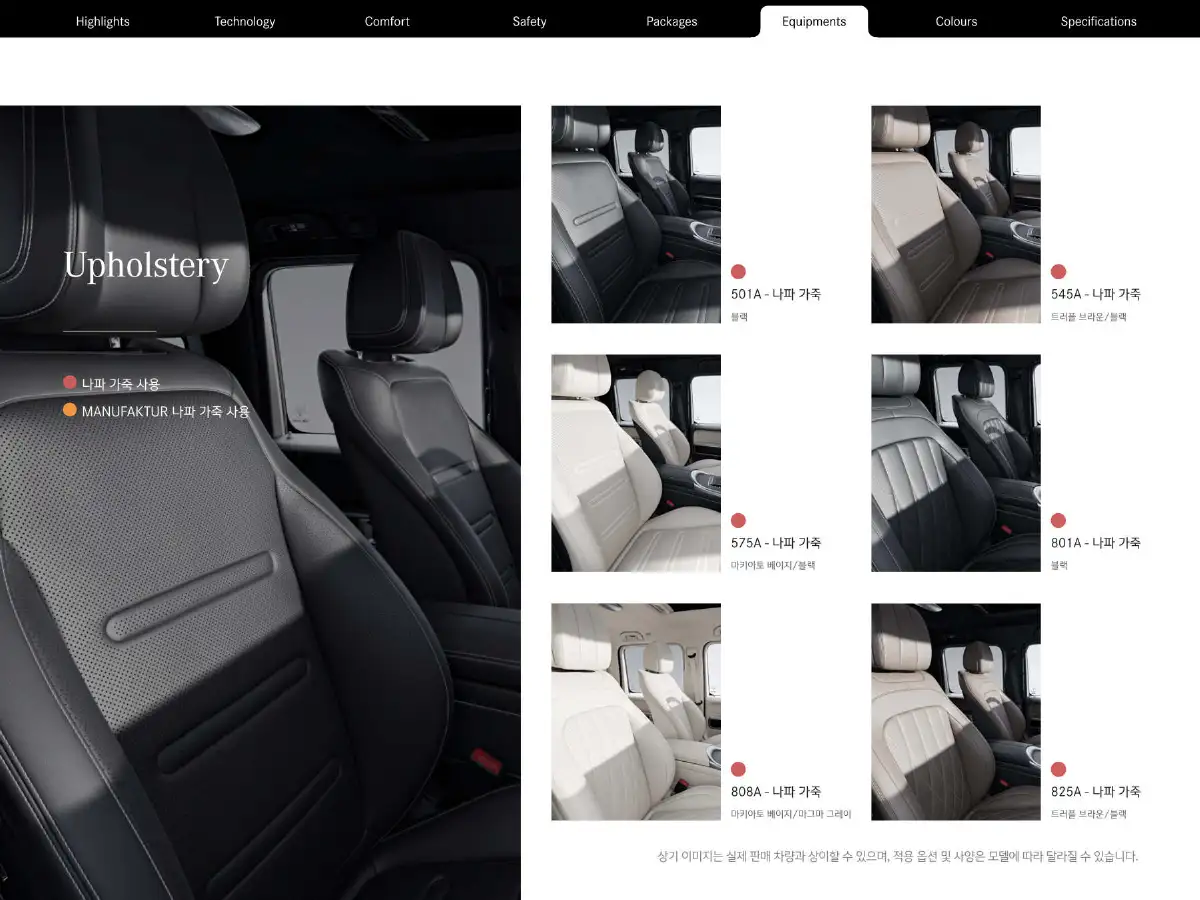 Highlights
Technology
Comfort
Safety
Packages
Equipments
Colours
Specifications
Upholstery
나파 가죽 사용
MANUFAKTUR 나파 가죽 사용
501A - 나파 가죽
블랙
545A - 나파 가죽
트러플 브라운/블랙
575A - 나파 가죽
마키아토 베이지/블랙
801A - 나파 가죽
블랙
808A - 나파 가죽
마키아토 베이지/마그마 그레이
825A - 나파 가죽
트러플 브라운/블랙
상기 이미지는 실제 판매 차량과 상이할 수 있으며, 적용 옵션 및 사양은 모델에 따라 달라질 수 있습니다.